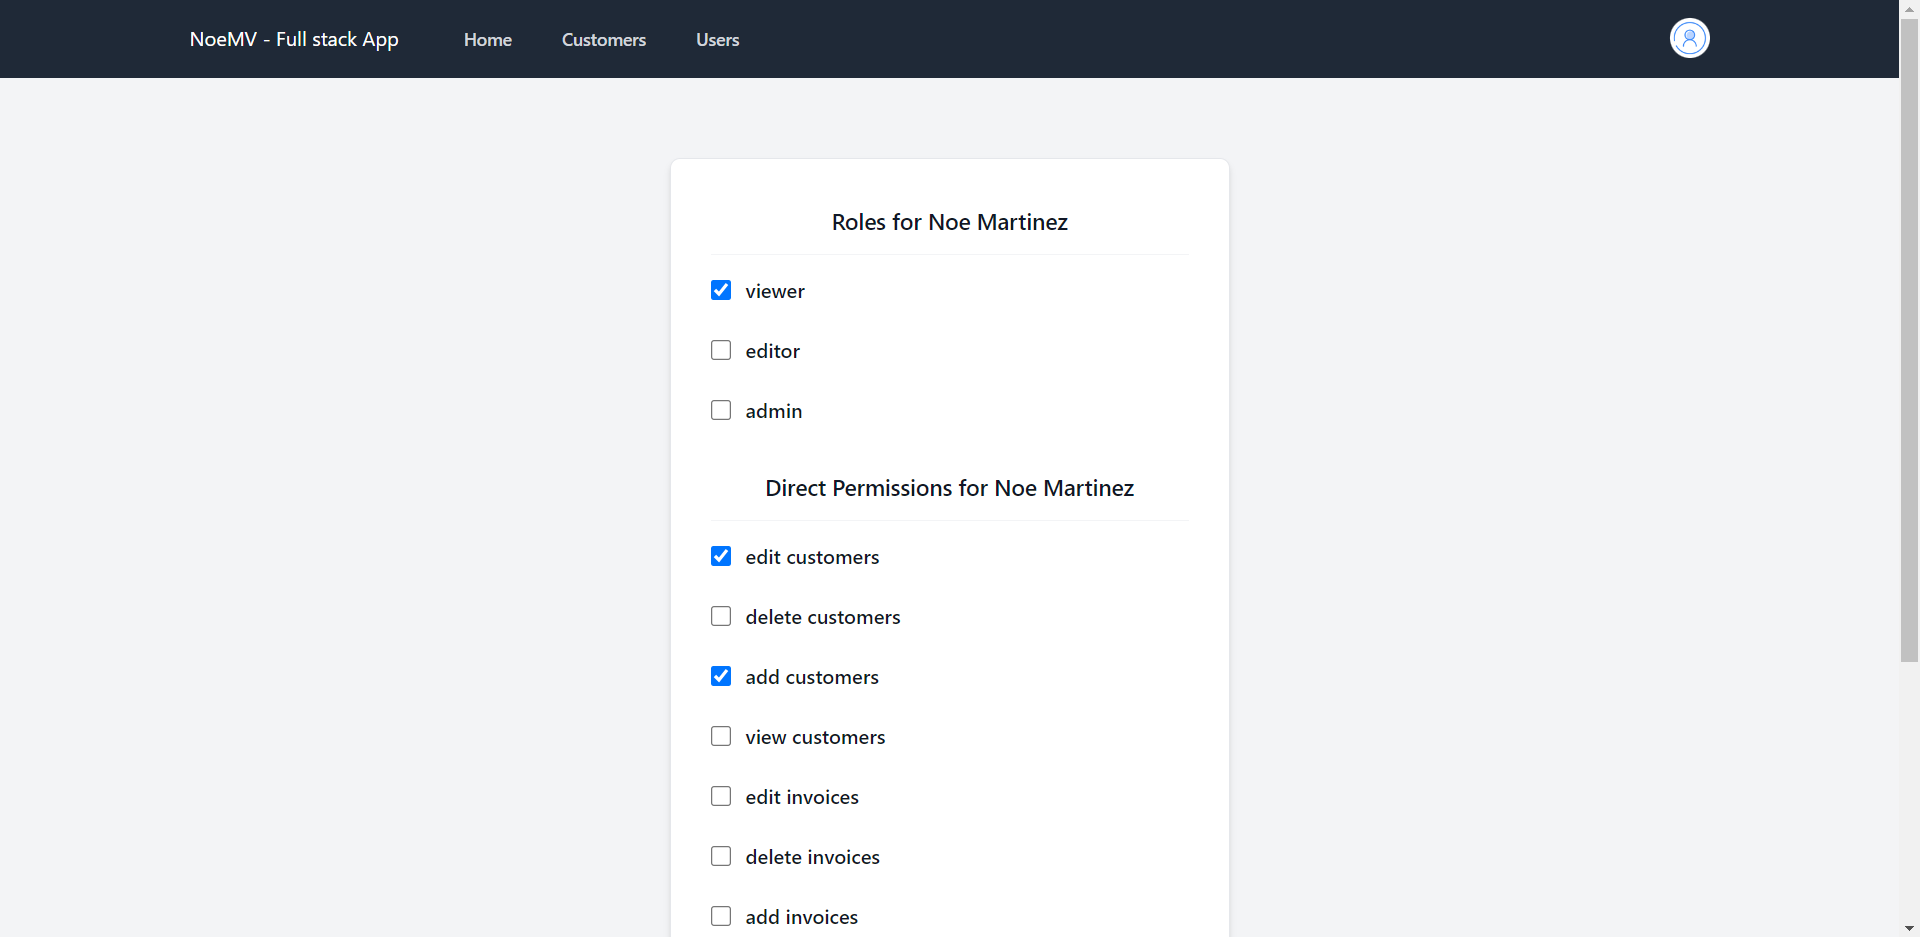 NoeMV - Full stack App Home Customers Users
Roles for Noe Martinez
viewer
editor
admin
Direct Permissions for Noe Martinez
edit customers
delete customers
add customers
view customers
edit invoices
delete invoices
add invoices